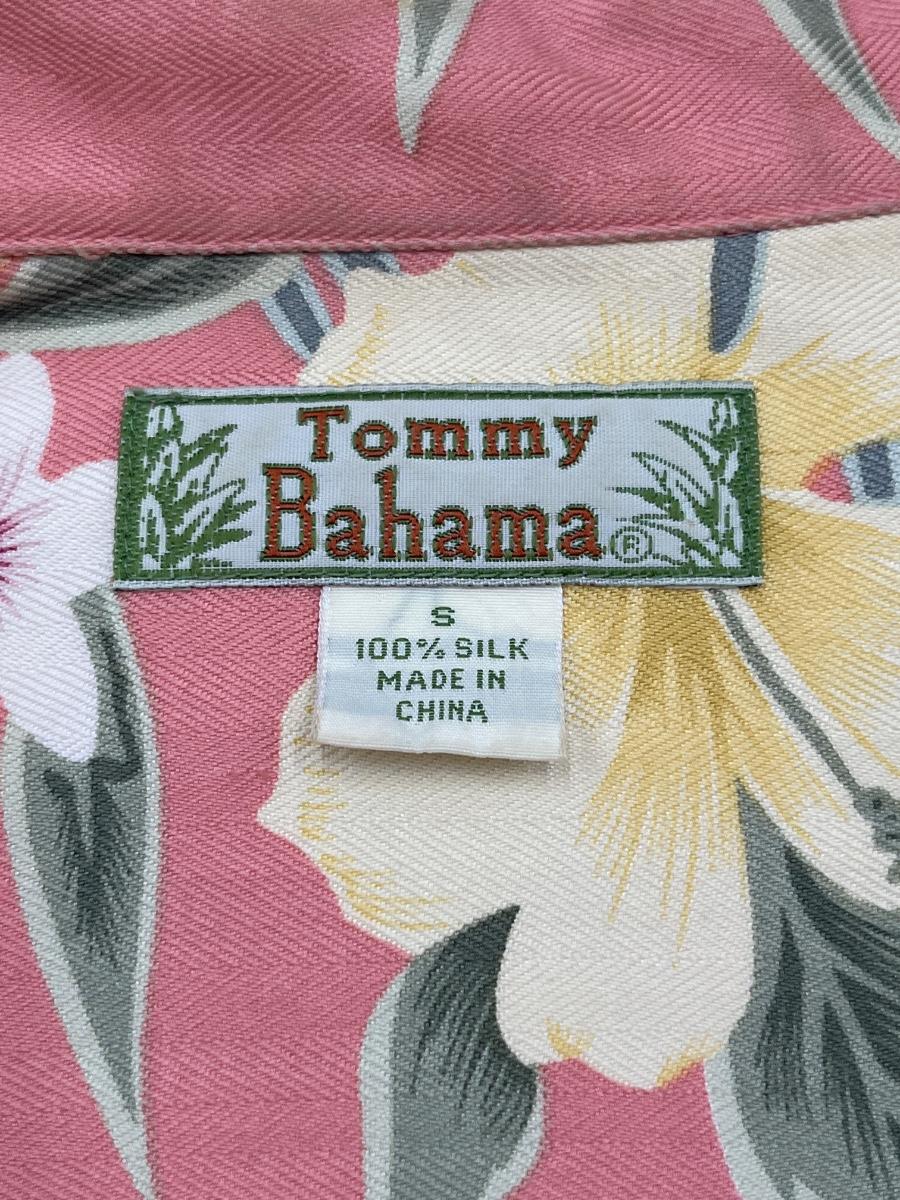 Tommy
Bahama®
S
100% SILK
MADE IN
CHINA